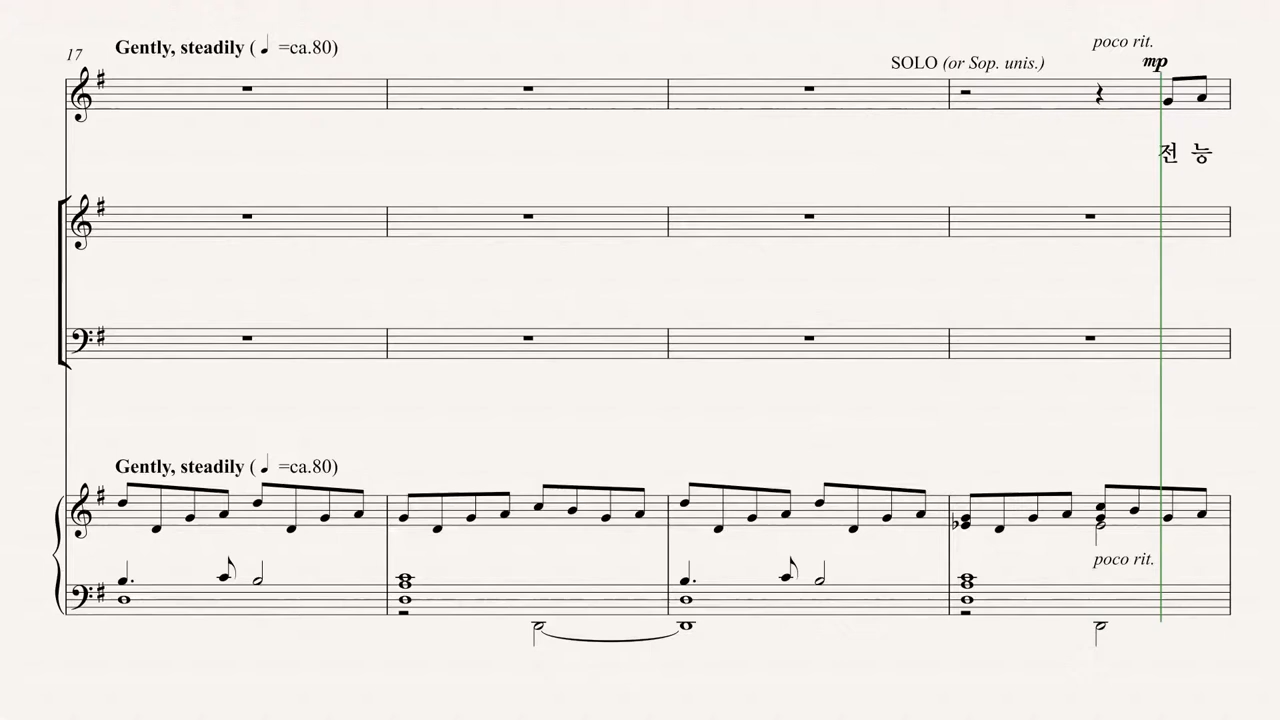 17 Gently, steadily (♩ =ca.80)
poco rit.
SOLO (or Sop. unis.) mp
전 능
Gently, steadily (♩ =ca.80)
poco rit.